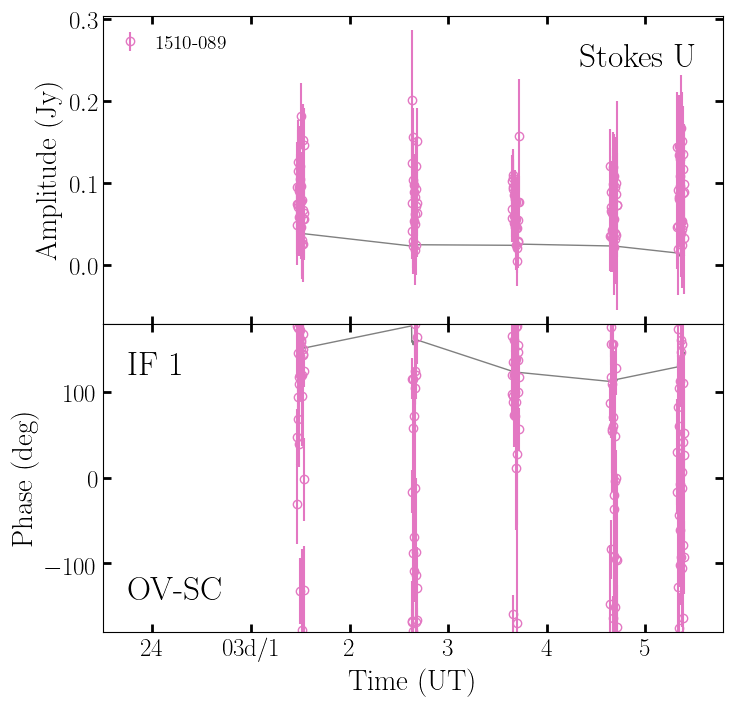 0.3
1510-089
Stokes U
0.2
0.1
0.0
Amplitude (Jy)
IF 1
100
0
−100
Phase (deg)
OV-SC
24
03d/1
2
3
4
5
Time (UT)